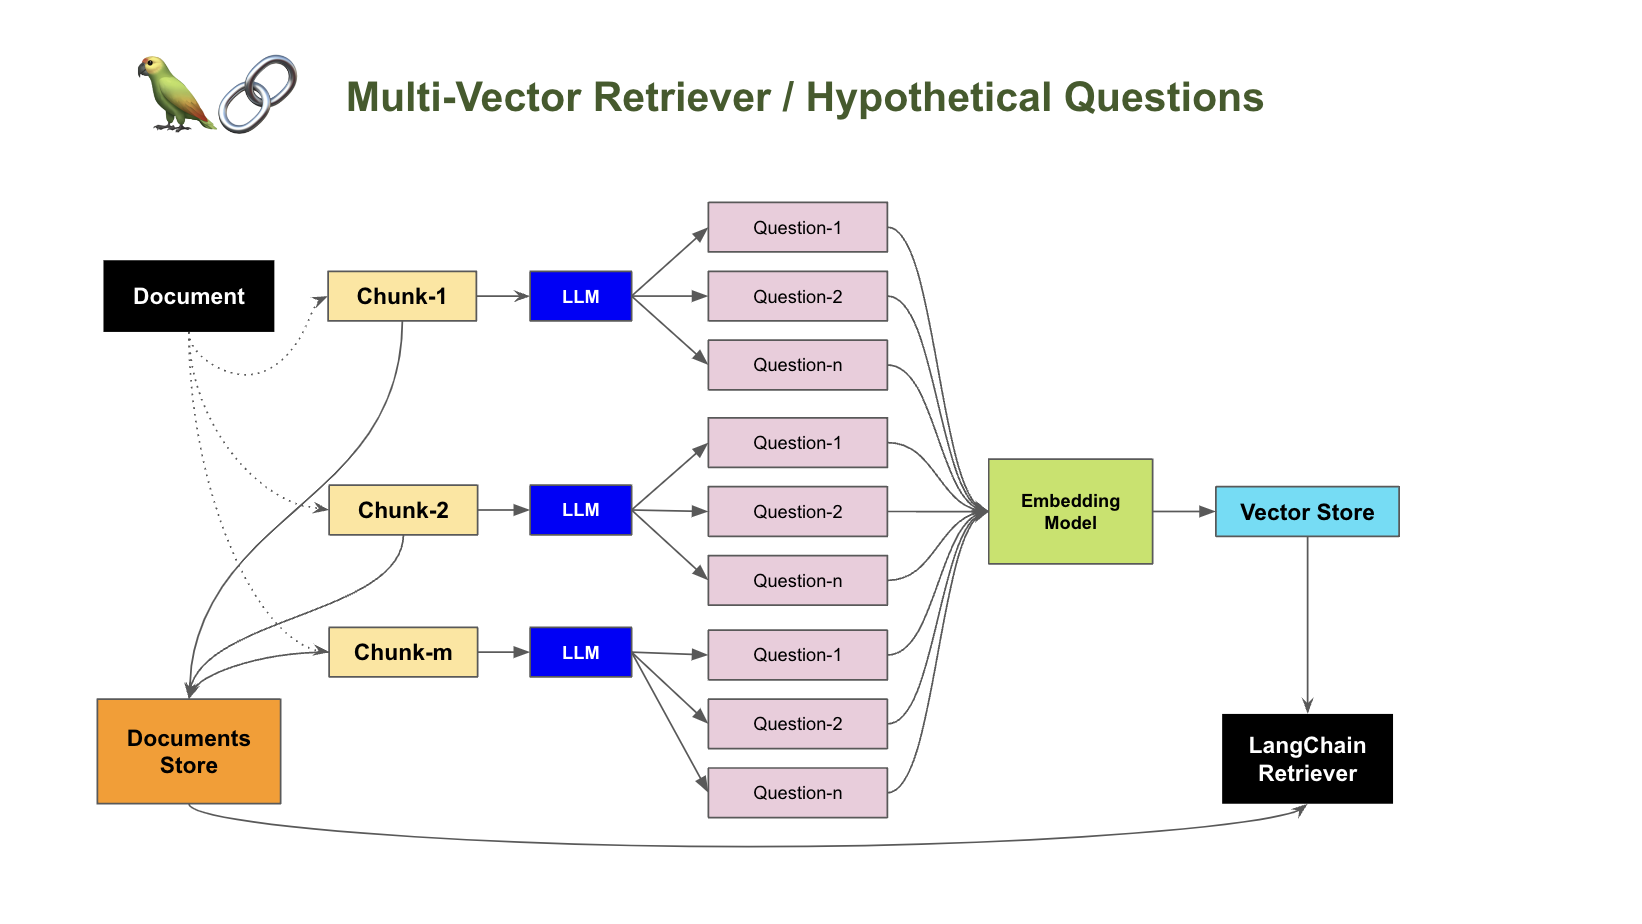 Multi-Vector Retriever / Hypothetical Questions
Document
Chunk-1
LLM
Question-1
Question-2
Question-n
Chunk-2
LLM
Question-1
Question-2
Question-n
Chunk-m
LLM
Question-1
Question-2
Question-n
Embedding
Model
Vector Store
Documents
Store
LangChain
Retriever